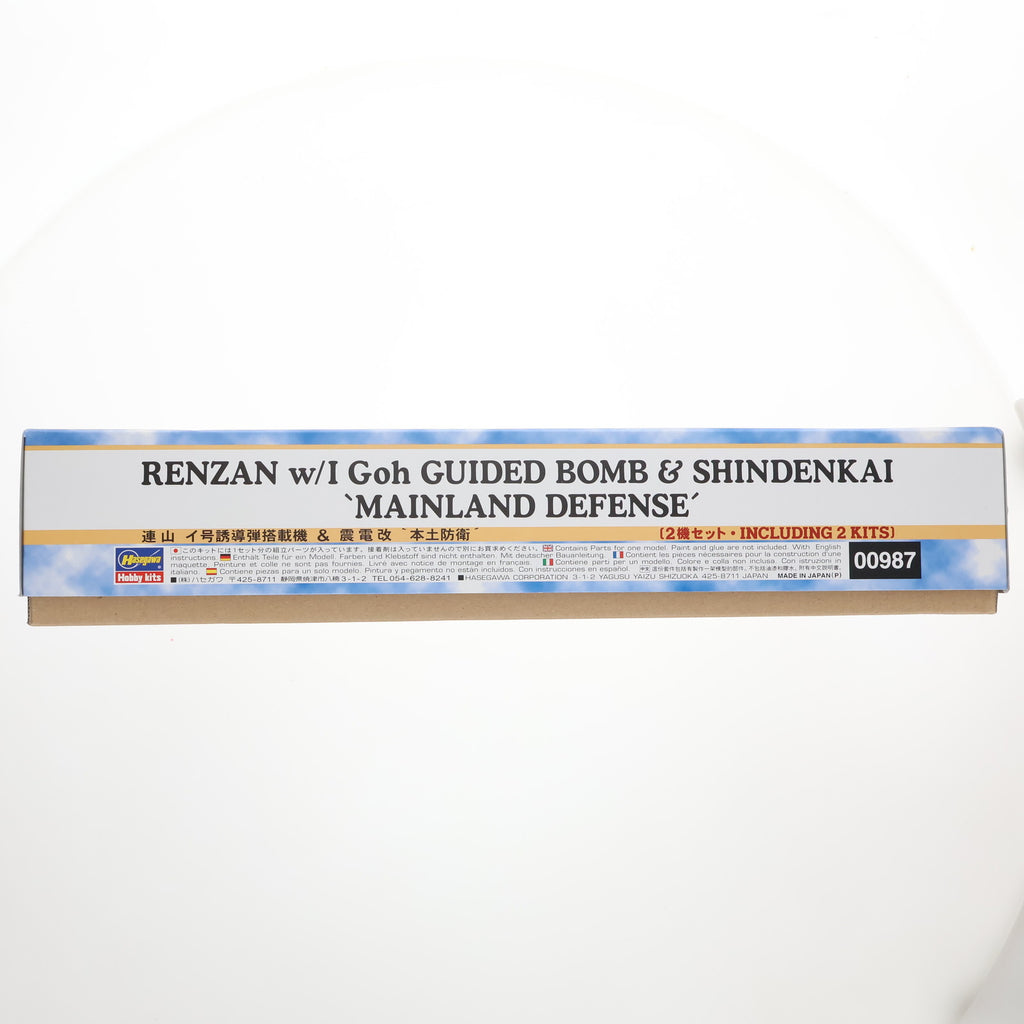 RENZAN w/I Goh GUIDED BOMB & SHINDENKAI
`MAINLAND DEFENSE´
連山 イ号誘導弾搭載機 & 震電改 `本土防衛´ 〔2機セット・INCLUDING 2 KITS〕
Hasegawa
Hobby kits
●このキットには1セット分の組立パーツが入っています。接着剤は入っていませんので別にお買求めください。 Contains Parts for one model. Paint and glue are not included. With English
instructions. Enthält Teile für ein Modell. Farben und Klebstoff sind nicht enthalten. Mit deutscher Bauanleitung. Contient les pièces nécessaires pour la construction d'une
maquette. Peinture et colle ne sont pas incluses. Livré avec notice de montage en français. Contiene parti per un modello. Colore e colla non inclusa. Con istruzioni in
italiano. Contiene piezas para un solo modelo. Pintura y pegamento no están incluidos. Con instrucciones en español.
■(株)ハセガワ 〒425-8711 静岡県焼津市八楠3-1-2 TEL.054-628-8241 ■HASEGAWA CORPORATION 3-1-2 YAGUSU YAIZU SHIZUOKA 425-8711 JAPAN MADE IN JAPAN(P)
00987